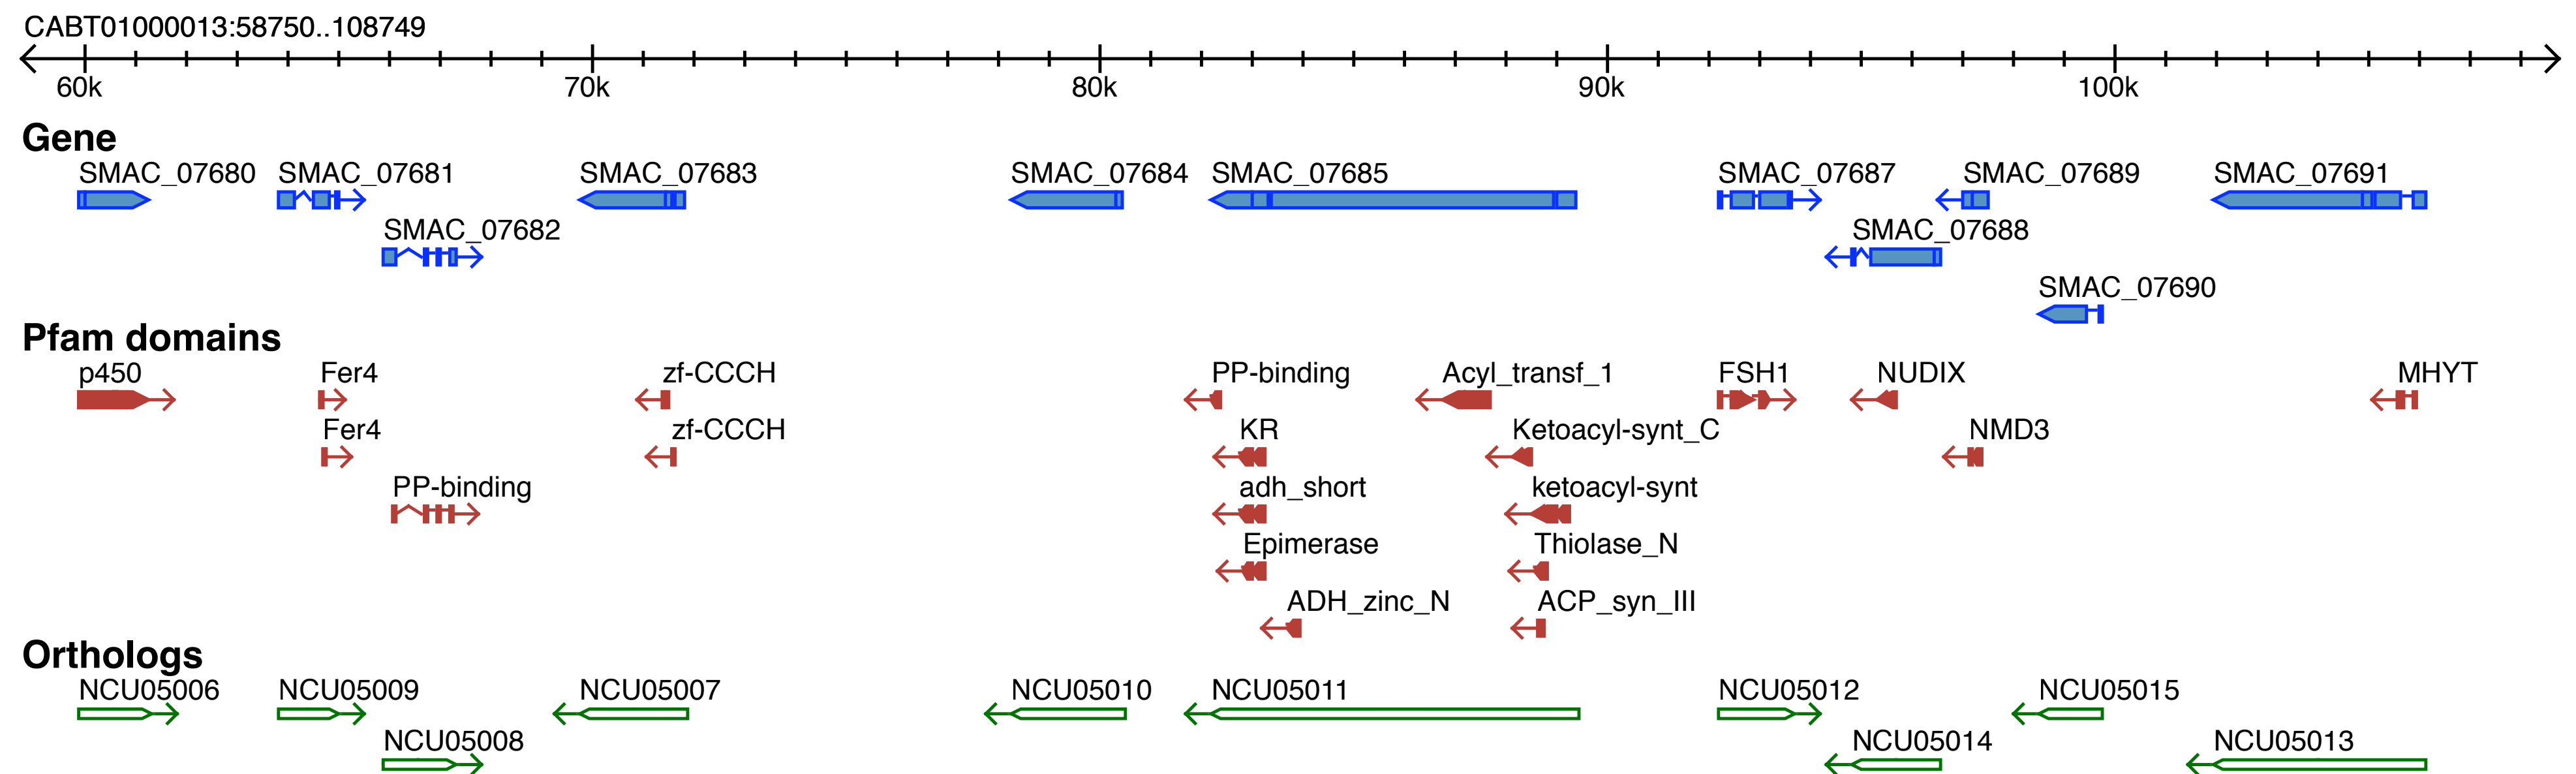 CABT01000013:58750..108749
60k 70k 80k 90k 100k
Gene
SMAC_07680 SMAC_07681 SMAC_07683 SMAC_07684 SMAC_07685 SMAC_07687 SMAC_07689 SMAC_07691
SMAC_07682 SMAC_07688
SMAC_07690
Pfam domains
p450 Fer4 zf-CCCH PP-binding Acyl_transf_1 FSH1 NUDIX MHYT
Fer4 zf-CCCH KR Ketoacyl-synt_C NMD3
PP-binding adh_short ketoacyl-synt
Epimerase Thiolase_N
ADH_zinc_N ACP_syn_III
Orthologs
NCU05006 NCU05009 NCU05007 NCU05010 NCU05011 NCU05012 NCU05015
NCU05008 NCU05014 NCU05013